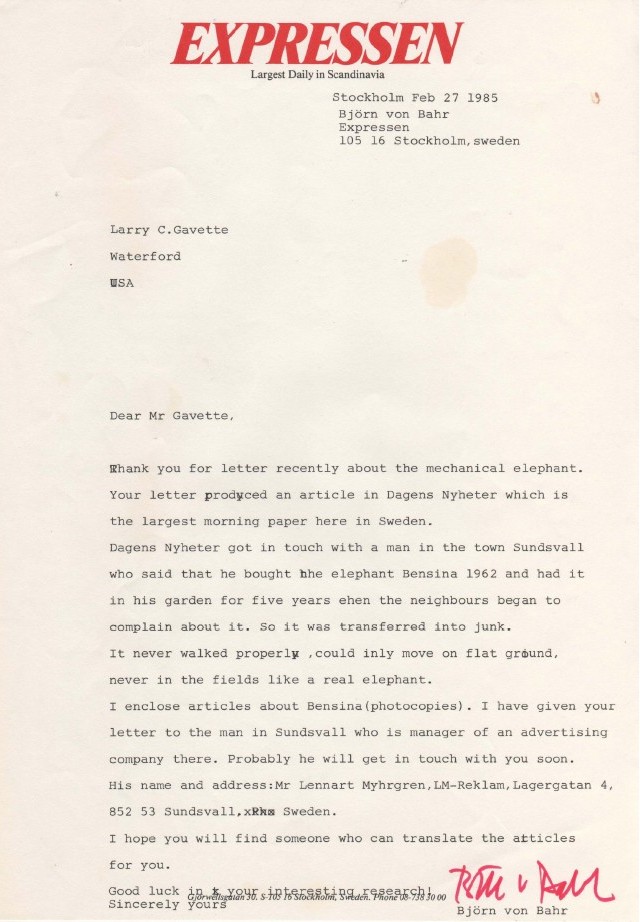 EXPRESSEN
Largest Daily in Scandinavia
Stockholm Feb 27 1985
Björn von Bahr
Expressen
105 16 Stockholm,sweden
Larry C.Gavette
Waterford
USA
Dear Mr Gavette,
Thank you for letter recently about the mechanical elephant.
Your letter produced an article in Dagens Nyheter which is
the largest morning paper here in Sweden.
Dagens Nyheter got in touch with a man in the town Sundsvall
who said that he bought the elephant Bensina 1962 and had it
in his garden for five years ehen the neighbours began to
complain about it. So it was transferred into junk.
It never walked properly ,could inly move on flat ground,
never in the fields like a real elephant.
I enclose articles about Bensina(photocopies). I have given your
letter to the man in Sundsvall who is manager of an advertising
company there. Probably he will get in touch with you soon.
His name and address:Mr Lennart Myhrgren,LM-Reklam,Lagergatan 4,
852 53 Sundsvall, Sweden.
I hope you will find someone who can translate the articles
for you.
Good luck in your interesting research!
Gjörwellsgatan 30. S-105 16 Stockholm, Sweden. Phone 08-738 30 00
Sincerely yours
Björn von Bahr